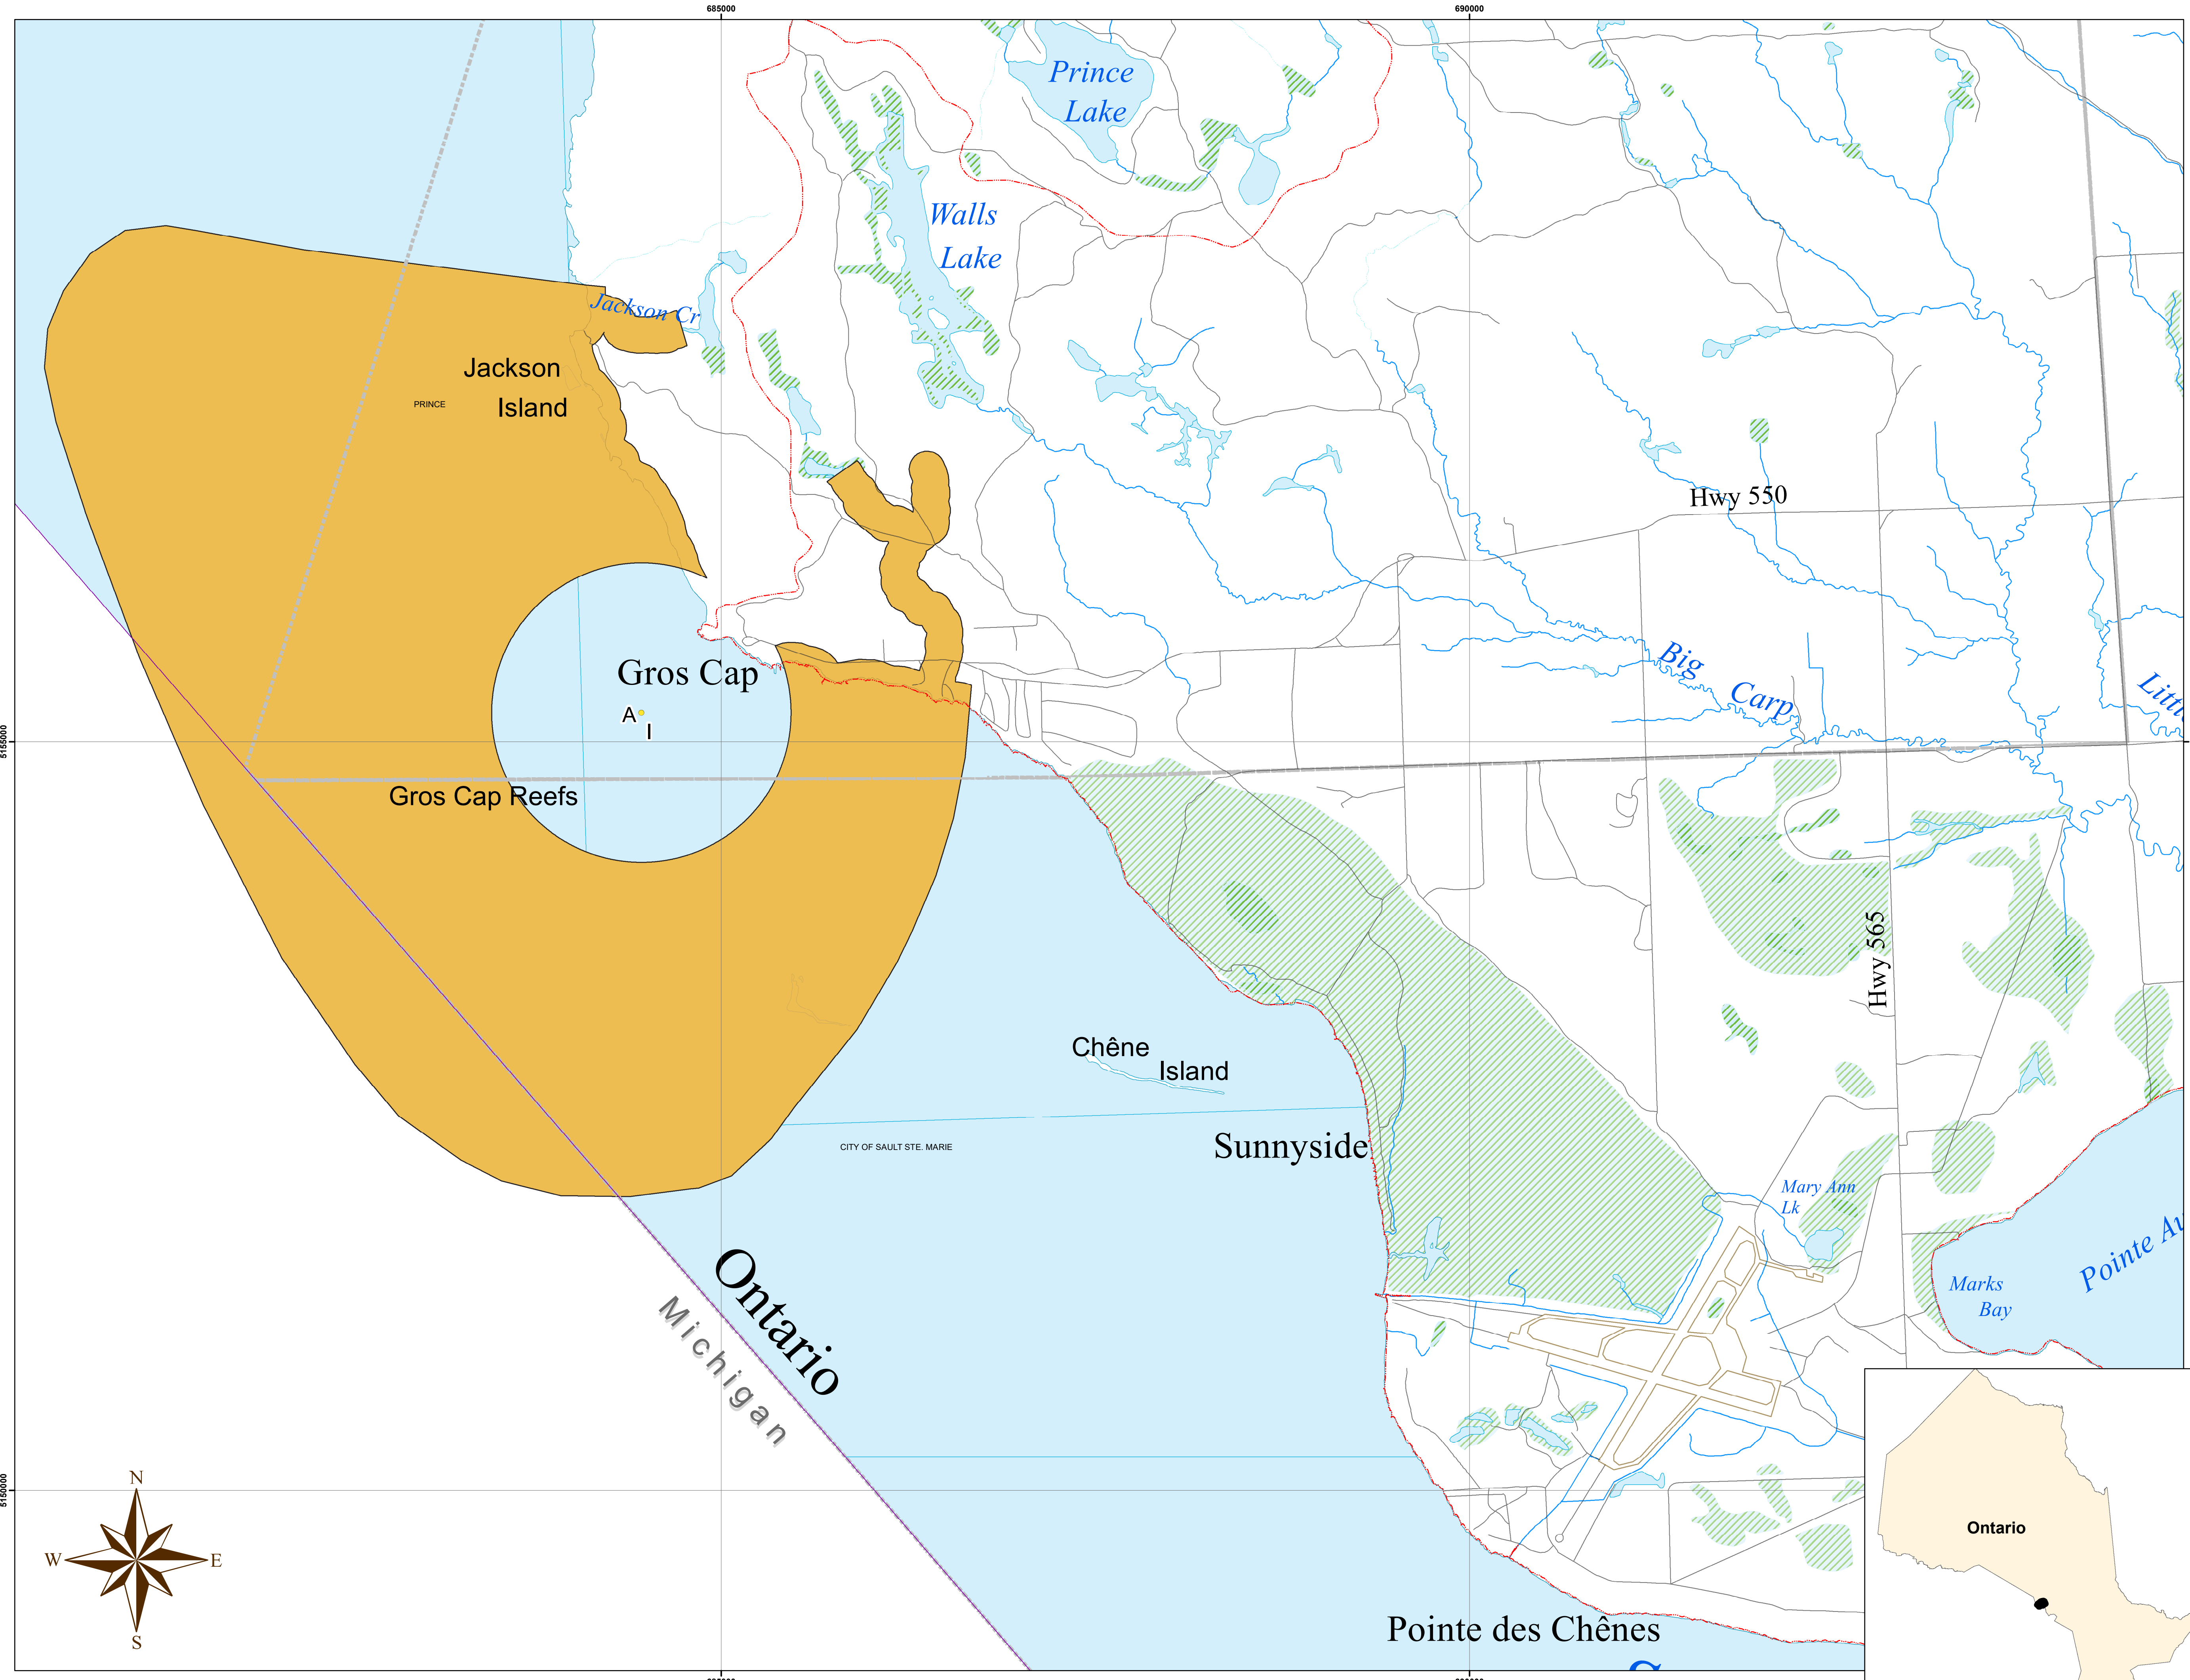 685000
690000
Prince
Lake
Walls
Lake
Jackson Cr
Jackson
Island
PRINCE
Hwy 550
Gros Cap
A
I
Big
Carp
5155000
Gros Cap Reefs
Hwy 565
Chêne
Island
CITY OF SAULT STE. MARIE
Sunnyside
Mary Ann
Lk
Marks
Bay
Pointe
Ontario
Michigan
5150000
N
W
E
S
Ontario
Pointe des Chênes